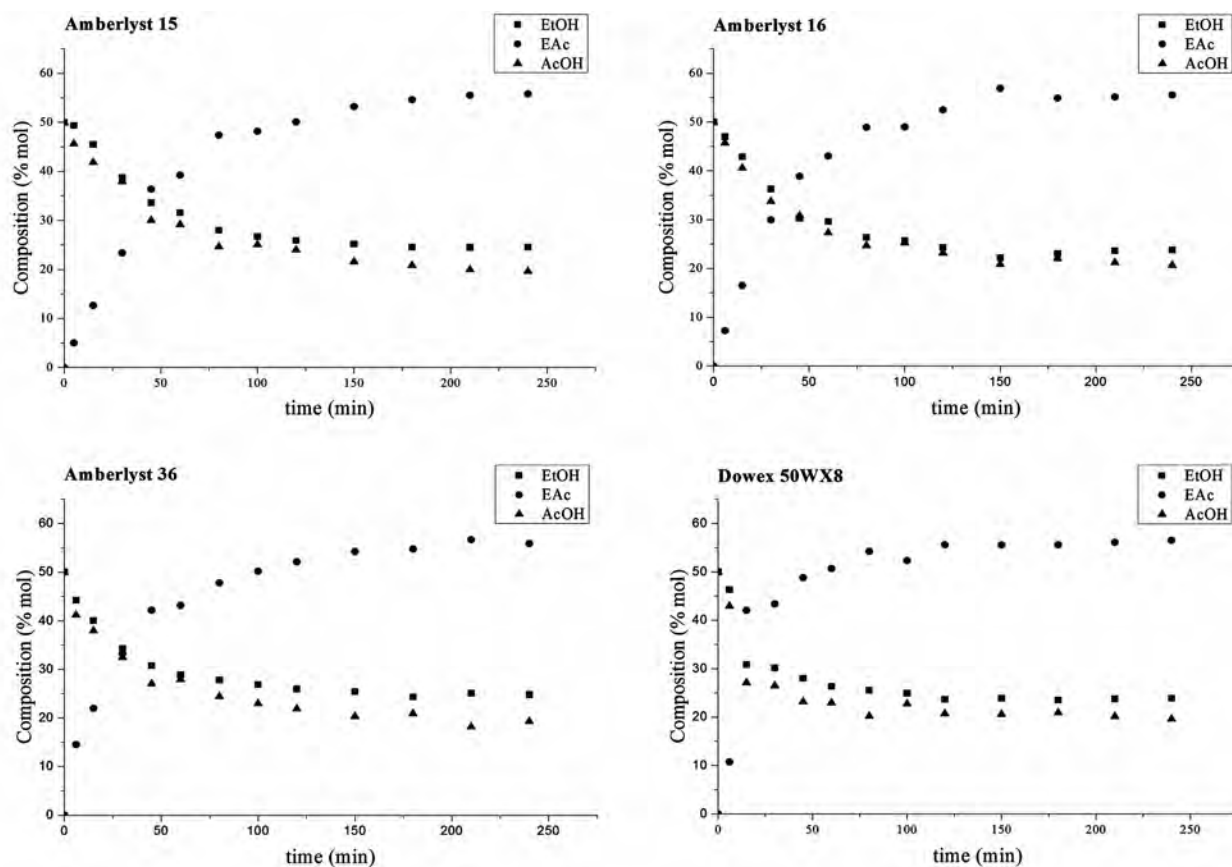 Amberlyst 15
EtOH
EAc
AcOH
60
50
40
30
20
10
0
Composition (% mol)
0 50 100 150 200 250
time (min)
Amberlyst 16
EtOH
EAc
AcOH
60
50
40
30
20
10
0
Composition (% mol)
0 50 100 150 200 250
time (min)
Amberlyst 36
EtOH
EAc
AcOH
60
50
40
30
20
10
0
Composition (% mol)
0 50 100 150 200 250
time (min)
Dowex 50WX8
EtOH
EAc
AcOH
60
50
40
30
20
10
0
Composition (% mol)
0 50 100 150 200 250
time (min)